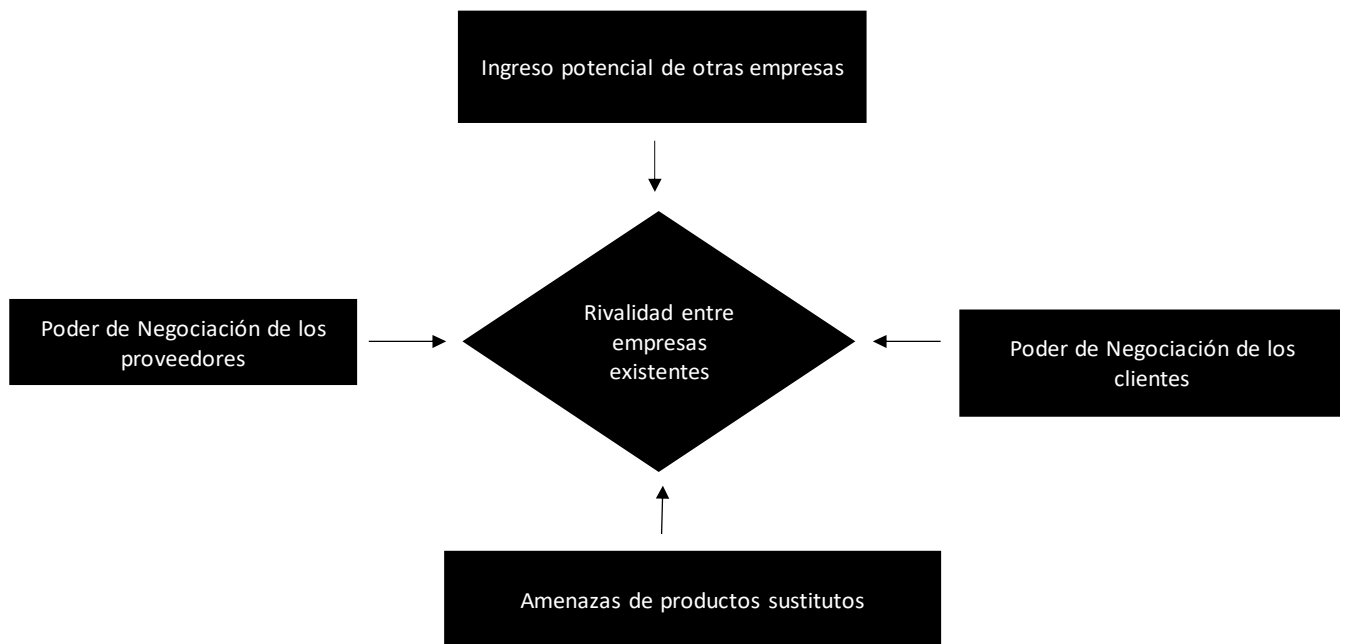 Ingreso potencial de otras empresas
Poder de Negociación de los
proveedores
Rivalidad entre
empresas
existentes
Poder de Negociación de los
clientes
Amenazas de productos sustitutos